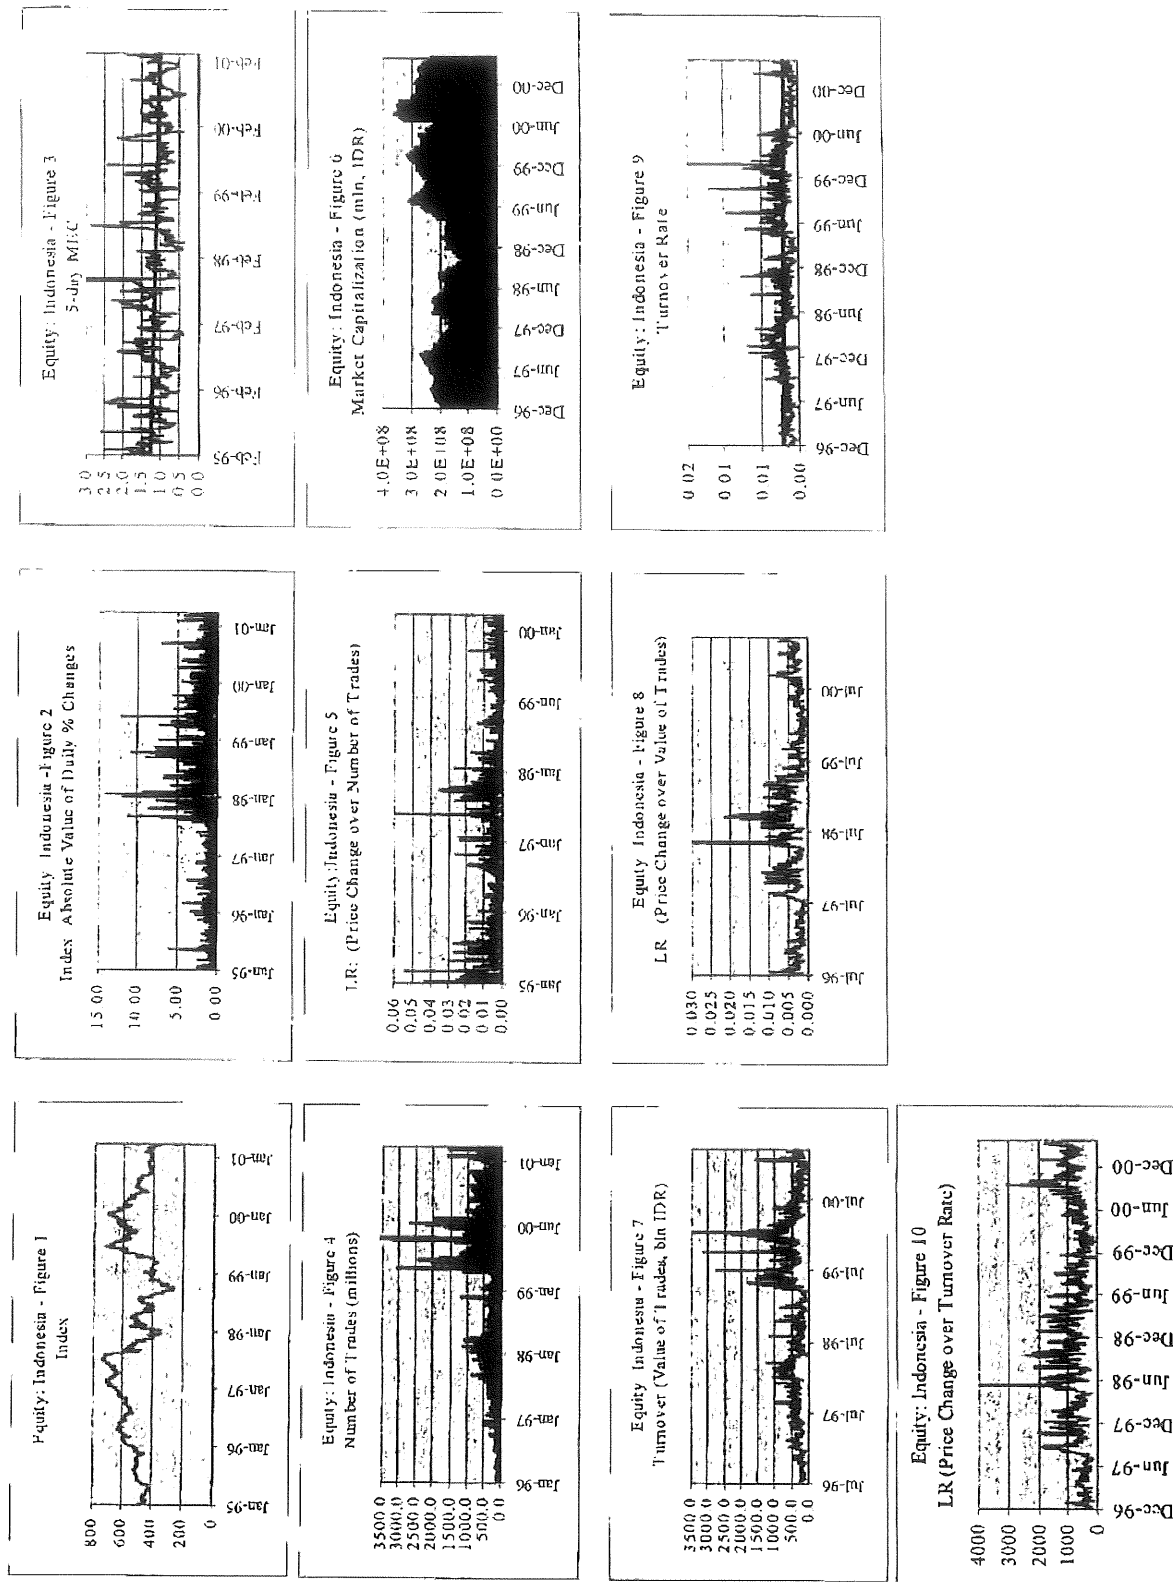 Equity: Indonesia - Figure 1
Index
800
600
400
200
0
Jan-95
Jan-96
Jan-97
Jan-98
Jan-99
Jan-00
Jan-01
Equity Indonesia - Figure 2
Index Absolute Value of Daily % Changes
15 00
10 00
5.00
0 00
Jan-95
Jan-96
Jan-97
Jan-98
Jan-99
Jan-00
Jan-01
Equity: Indonesia - Figure 3
5-day MEC
3 0
2.5
2 0
1 5
1 0
0 5
0 0
Feb-95
Feb-96
Feb-97
Feb-98
Feb-99
Feb-00
Feb-01
Equity: Indonesia - Figure 4
Number of Trades (millions)
3500.0
3000.0
2500.0
2000.0
1500.0
1000.0
500.0
0.0
Jan-96
Jan-97
Jan-98
Jan-99
Jan-00
Jan-01
Equity: Indonesia - Figure 5
LR: (Price Change over Number of Trades)
0.06
0.05
0.04
0.03
0.02
0.01
0.00
Jan-95
Jan-96
Jan-97
Jan-98
Jan-99
Jan-00
Equity: Indonesia - Figure 6
Market Capitalization (mln, IDR)
4.0E+08
3.0E+08
2.0E+08
1.0E+08
0 0E+00
Dec-96
Jun-97
Dec-97
Jun-98
Dec-98
Jun-99
Dec-99
Jun-00
Dec-00
Equity Indonesia - Figure 7
Turnover (Value of Trades, bln IDR)
3500.0
3000.0
2500.0
2000.0
1500.0
1000.0
500.0
0.0
Jul-96
Jul-97
Jul-98
Jul-99
Jul-00
Equity Indonesia - Figure 8
LR (Price Change over Value of Trades)
0.030
0.025
0.020
0.015
0.010
0.005
0.000
Jul-96
Jul-97
Jul-98
Jul-99
Jul-00
Equity: Indonesia - Figure 9
Turnover Rate
0 02
0 01
0 01
0.00
Dec-96
Jun-97
Dec-97
Jun-98
Dec-98
Jun-99
Dec-99
Jun-00
Dec-00
Equity: Indonesia - Figure 10
LR (Price Change over Turnover Rate)
4000
3000
2000
1000
0
Dec-96
Jun-97
Dec-97
Jun-98
Dec-98
Jun-99
Dec-99
Jun-00
Dec-00